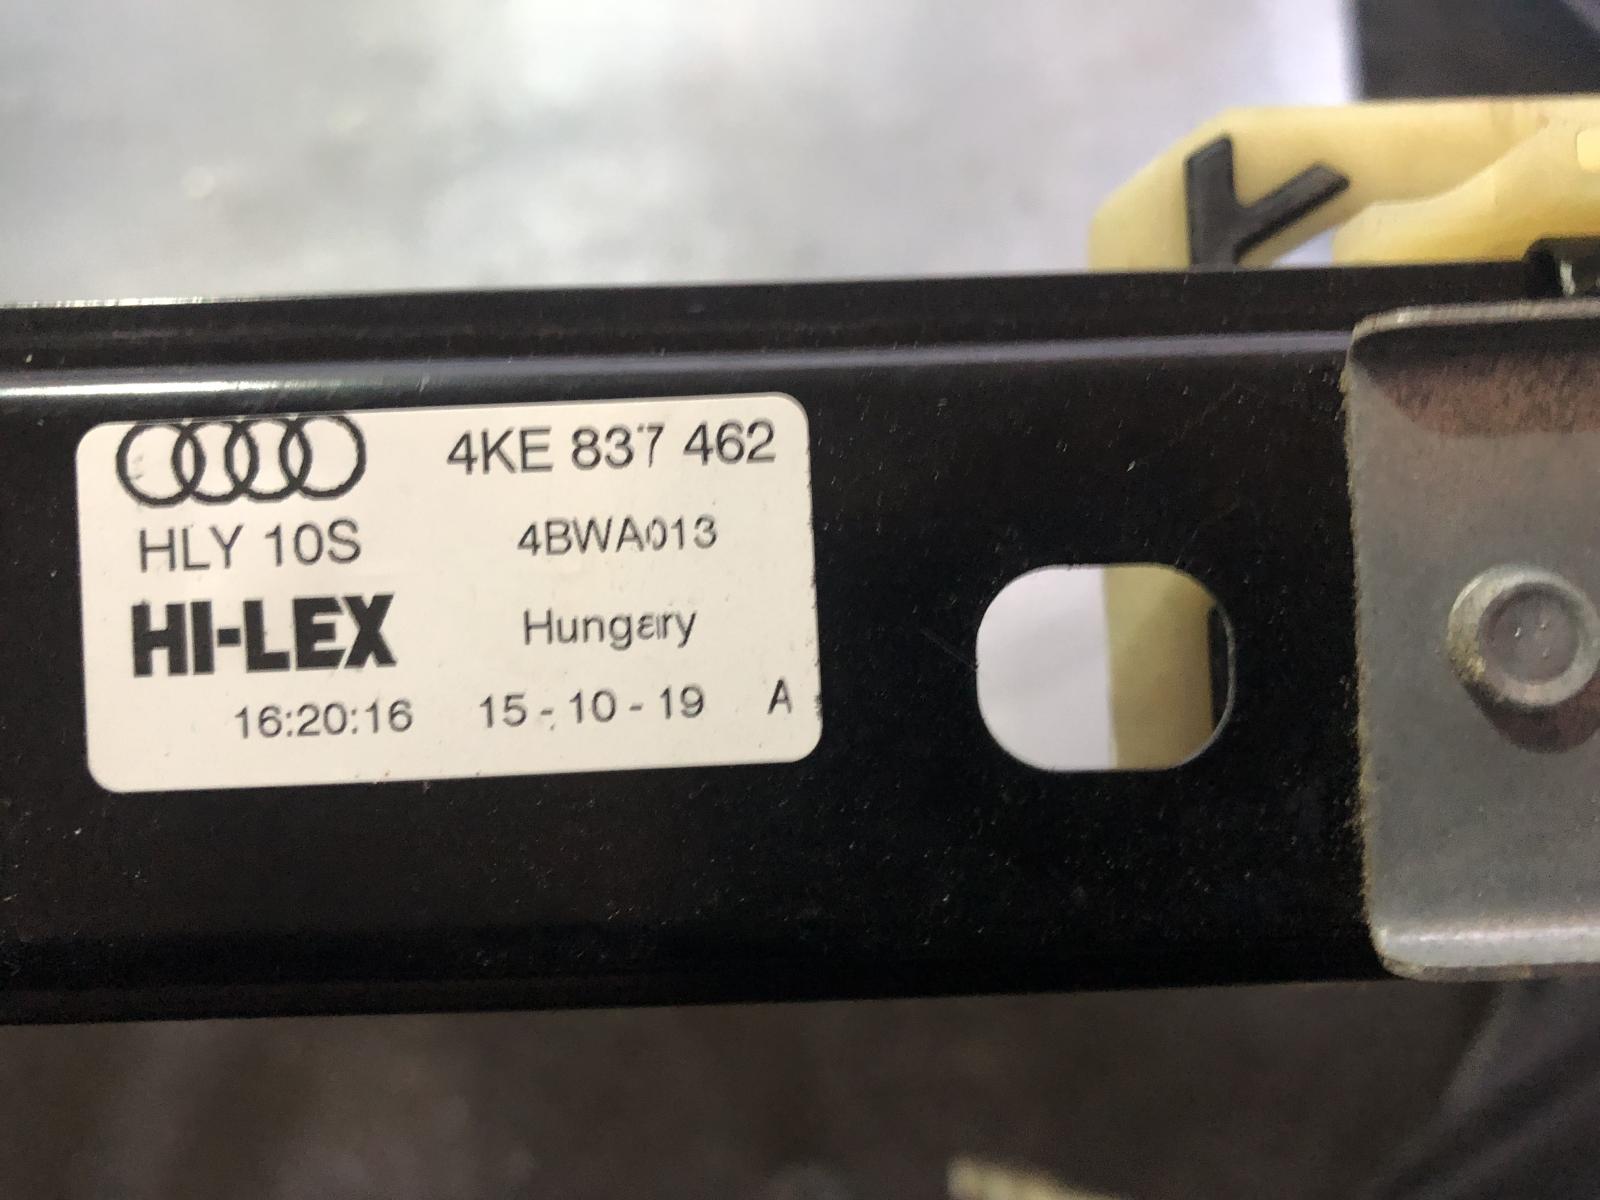 4KE 837 462
HLY 10S 4BWA013
HI-LEX Hungary
16:20:16 15-10-19 A